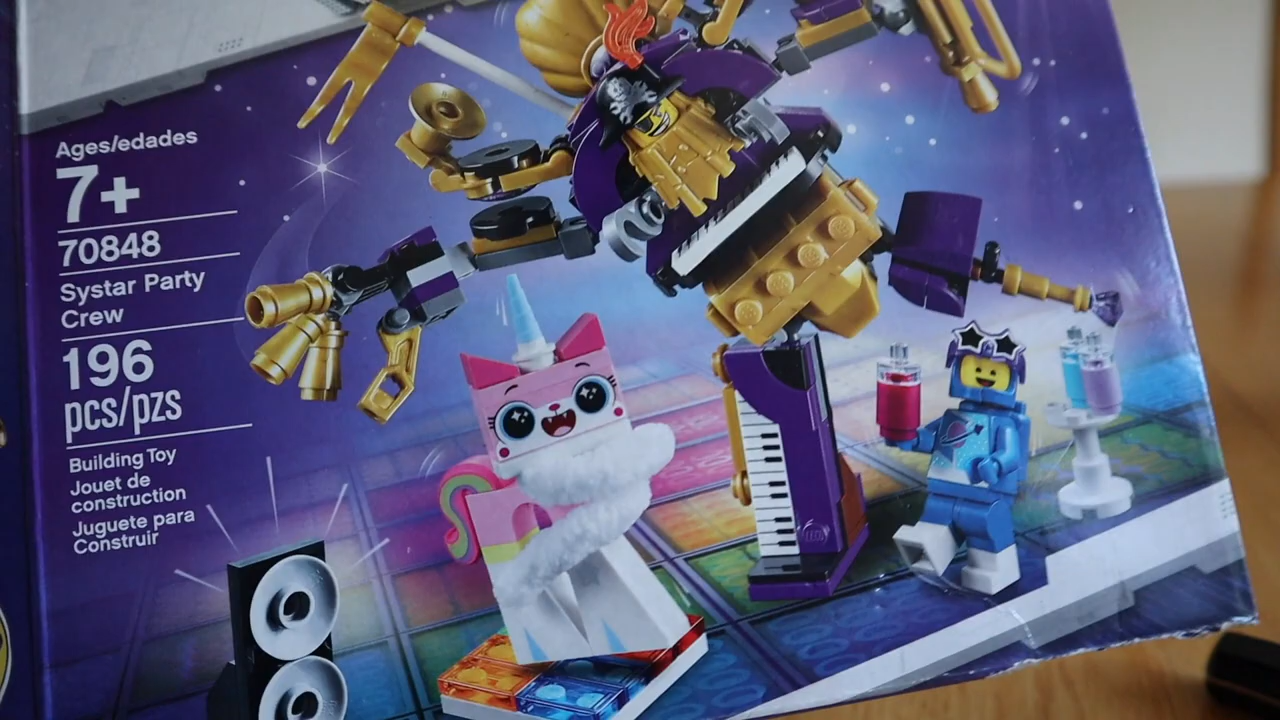 Ages/edades
7+
70848
Systar Party
Crew
196
pcs/pzs
Building Toy
Jouet de
construction
Juguete para
Construir